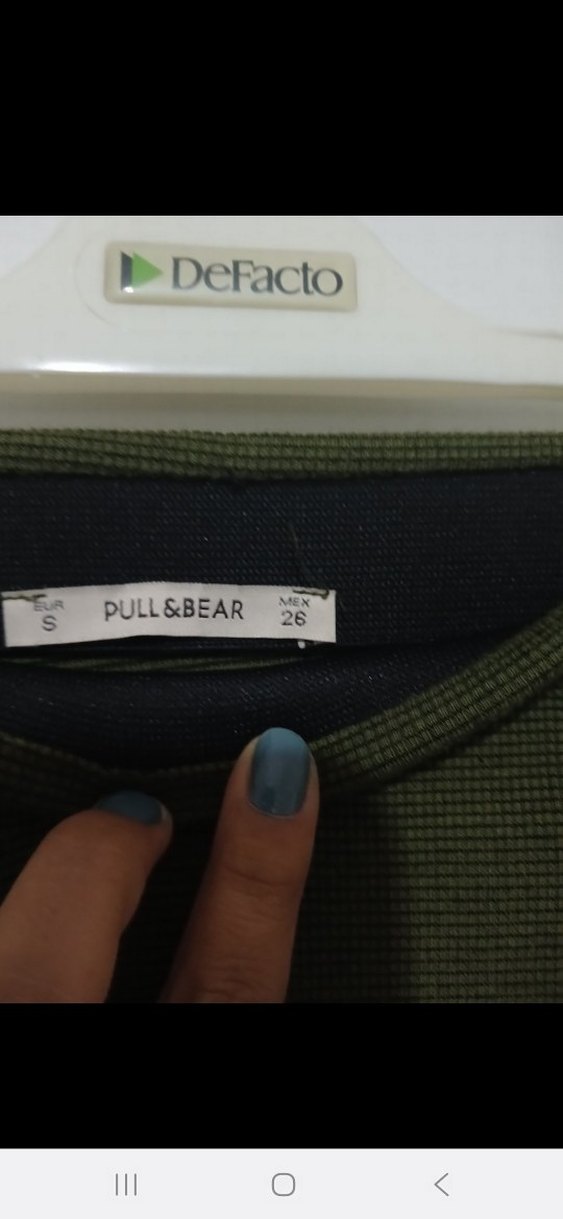 DeFacto
EUR
S
PULL&BEAR
MEX
26